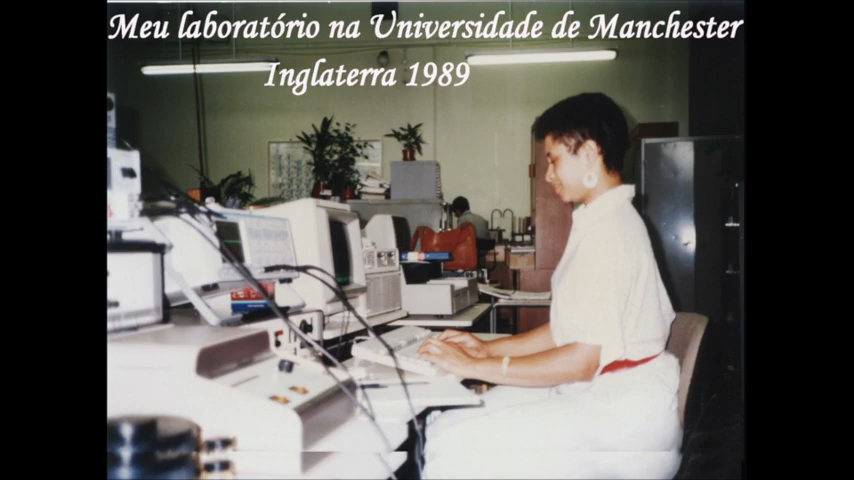 Meu laboratório na Universidade de Manchester
Inglaterra 1989